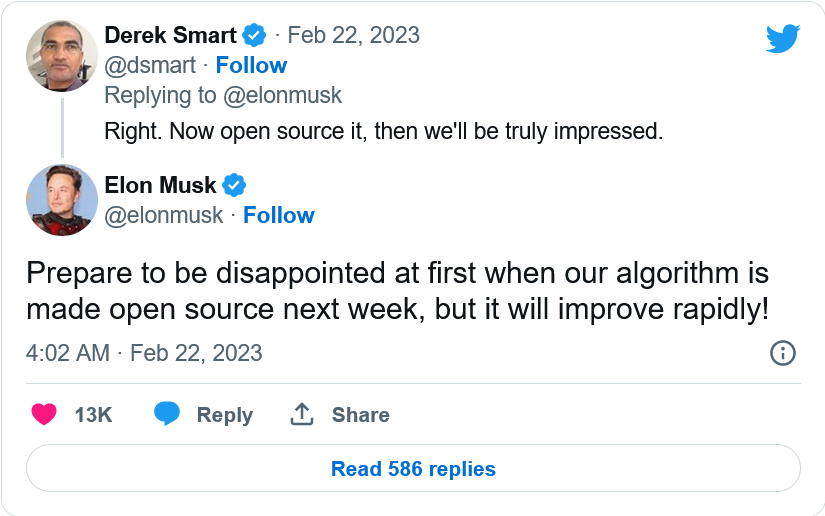 Derek Smart · Feb 22, 2023
@dsmart · Follow
Replying to @elonmusk
Right. Now open source it, then we'll be truly impressed.
Elon Musk
@elonmusk · Follow
Prepare to be disappointed at first when our algorithm is
made open source next week, but it will improve rapidly!
4:02 AM · Feb 22, 2023
13K Reply Share
Read 586 replies